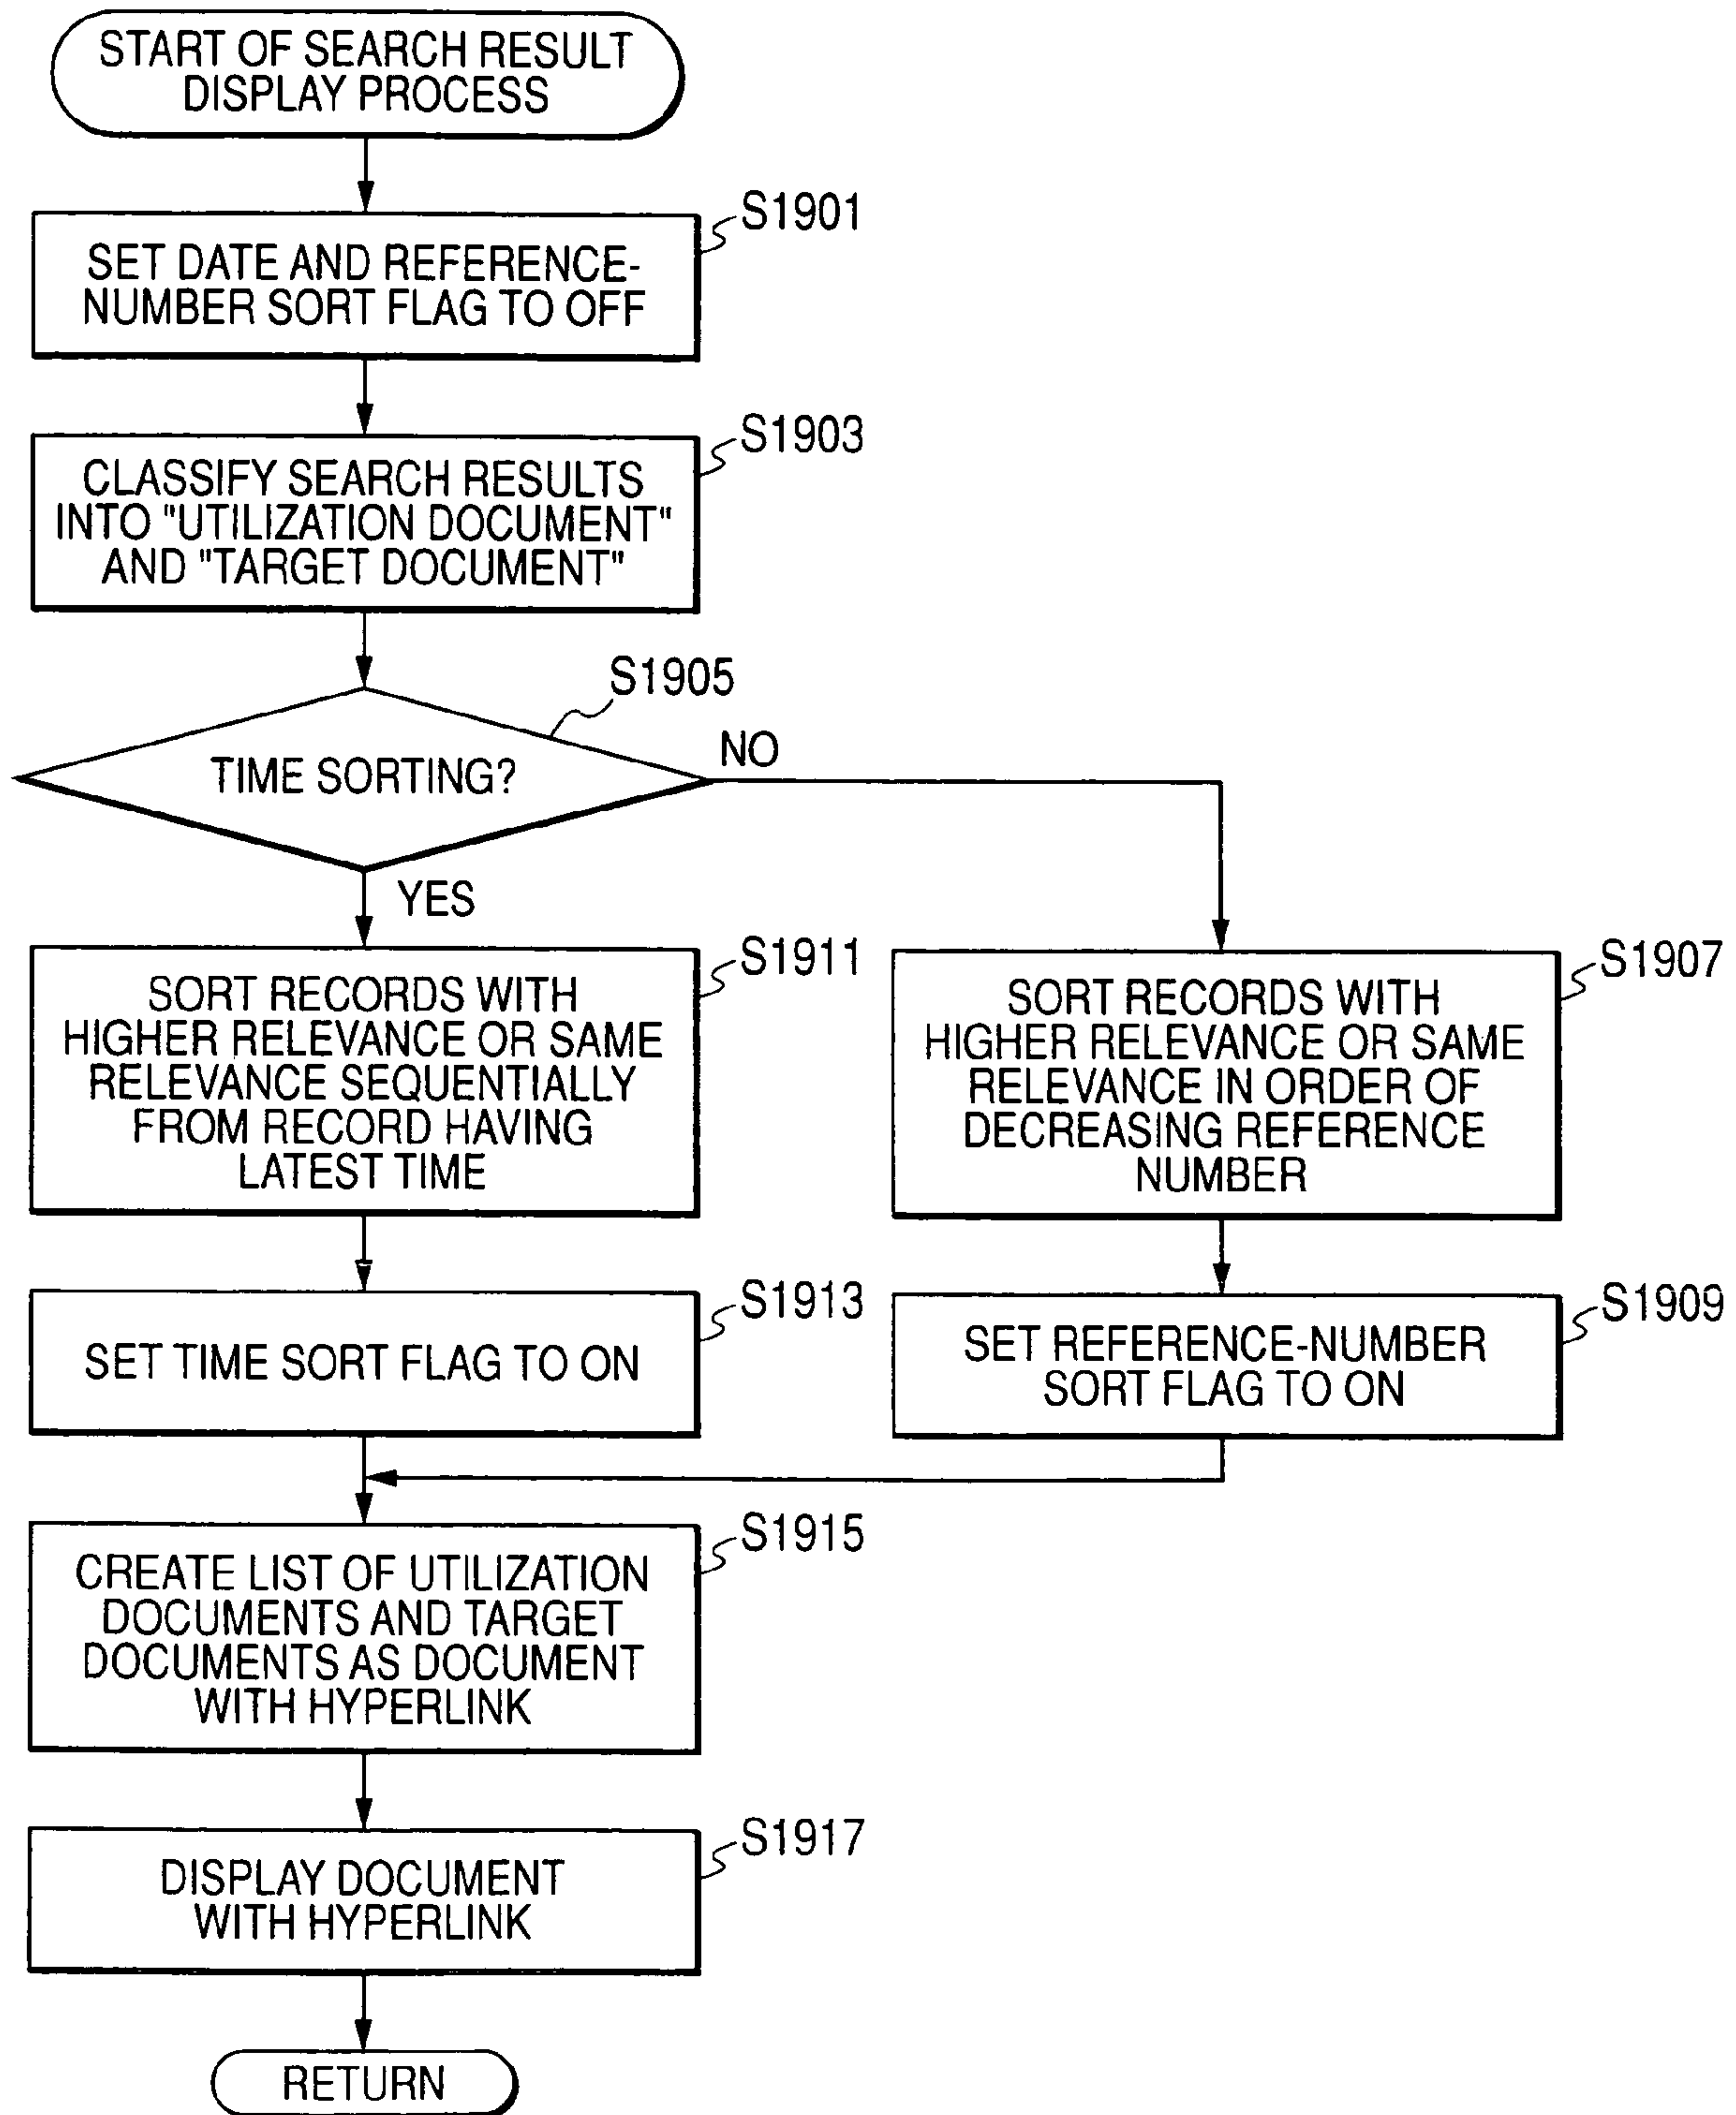 START OF SEARCH RESULT
DISPLAY PROCESS
S1901
SET DATE AND REFERENCE-
NUMBER SORT FLAG TO OFF
S1903
CLASSIFY SEARCH RESULTS
INTO "UTILIZATION DOCUMENT"
AND "TARGET DOCUMENT"
S1905
TIME SORTING?
NO
YES
S1911
SORT RECORDS WITH
HIGHER RELEVANCE OR SAME
RELEVANCE SEQUENTIALLY
FROM RECORD HAVING
LATEST TIME
S1907
SORT RECORDS WITH
HIGHER RELEVANCE OR SAME
RELEVANCE IN ORDER OF
DECREASING REFERENCE
NUMBER
S1913
SET TIME SORT FLAG TO ON
S1909
SET REFERENCE-NUMBER
SORT FLAG TO ON
S1915
CREATE LIST OF UTILIZATION
DOCUMENTS AND TARGET
DOCUMENTS AS DOCUMENT
WITH HYPERLINK
S1917
DISPLAY DOCUMENT
WITH HYPERLINK
RETURN